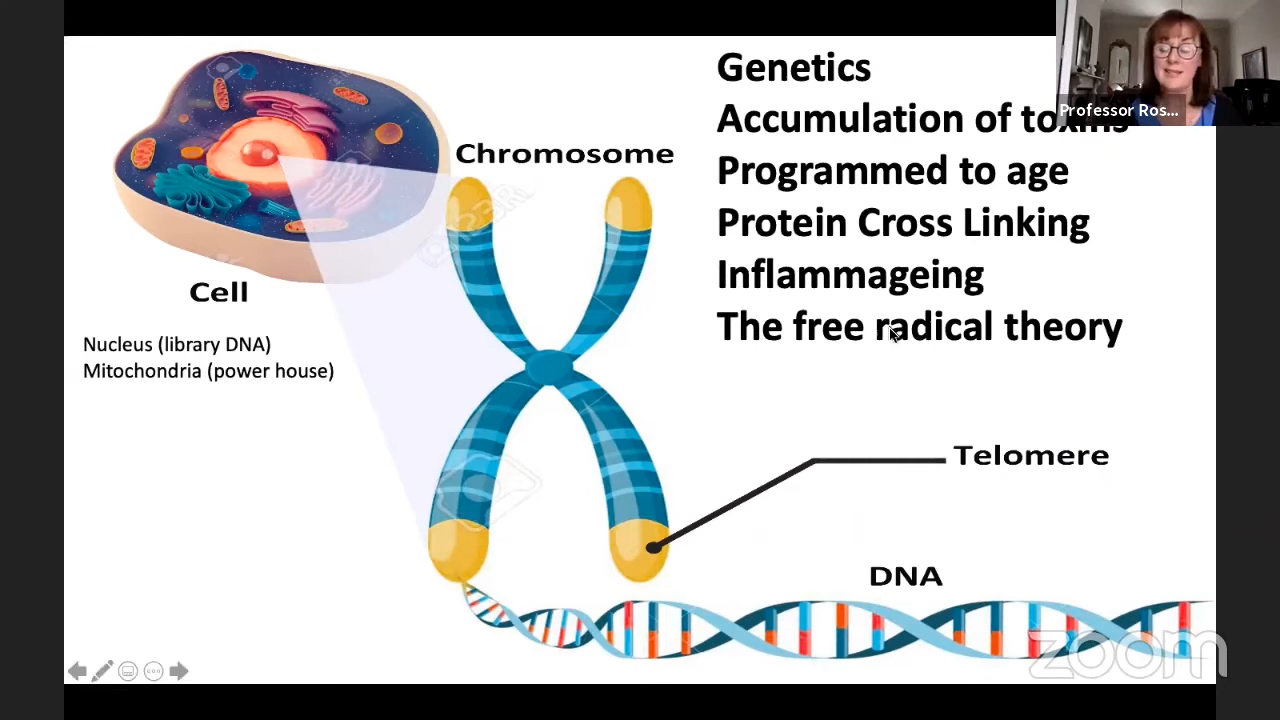 Genetics
Accumulation of toxins
Programmed to age
Protein Cross Linking
Inflammageing
The free radical theory
Professor Ros...
Chromosome
Cell
Nucleus (library DNA)
Mitochondria (power house)
Telomere
DNA
zoom